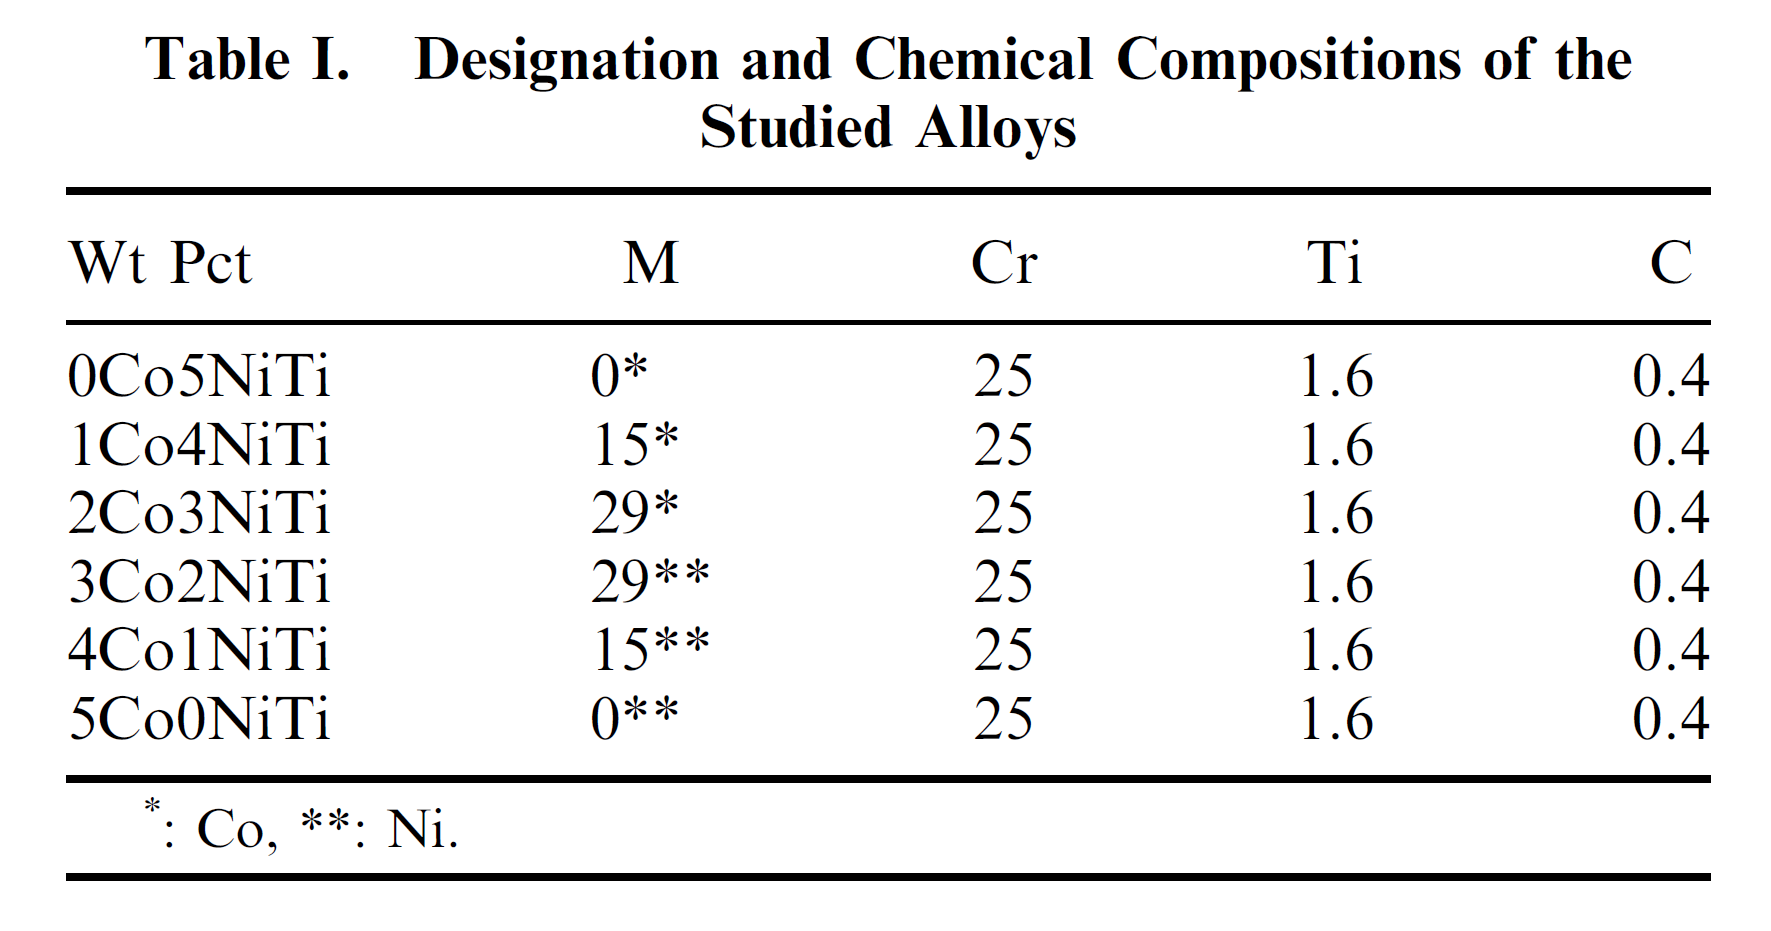 Table I. Designation and Chemical Compositions of the
Studied Alloys
Wt Pct M Cr Ti C
0Co5NiTi 0* 25 1.6 0.4
1Co4NiTi 15* 25 1.6 0.4
2Co3NiTi 29* 25 1.6 0.4
3Co2NiTi 29** 25 1.6 0.4
4Co1NiTi 15** 25 1.6 0.4
5Co0NiTi 0** 25 1.6 0.4
*: Co, **: Ni.